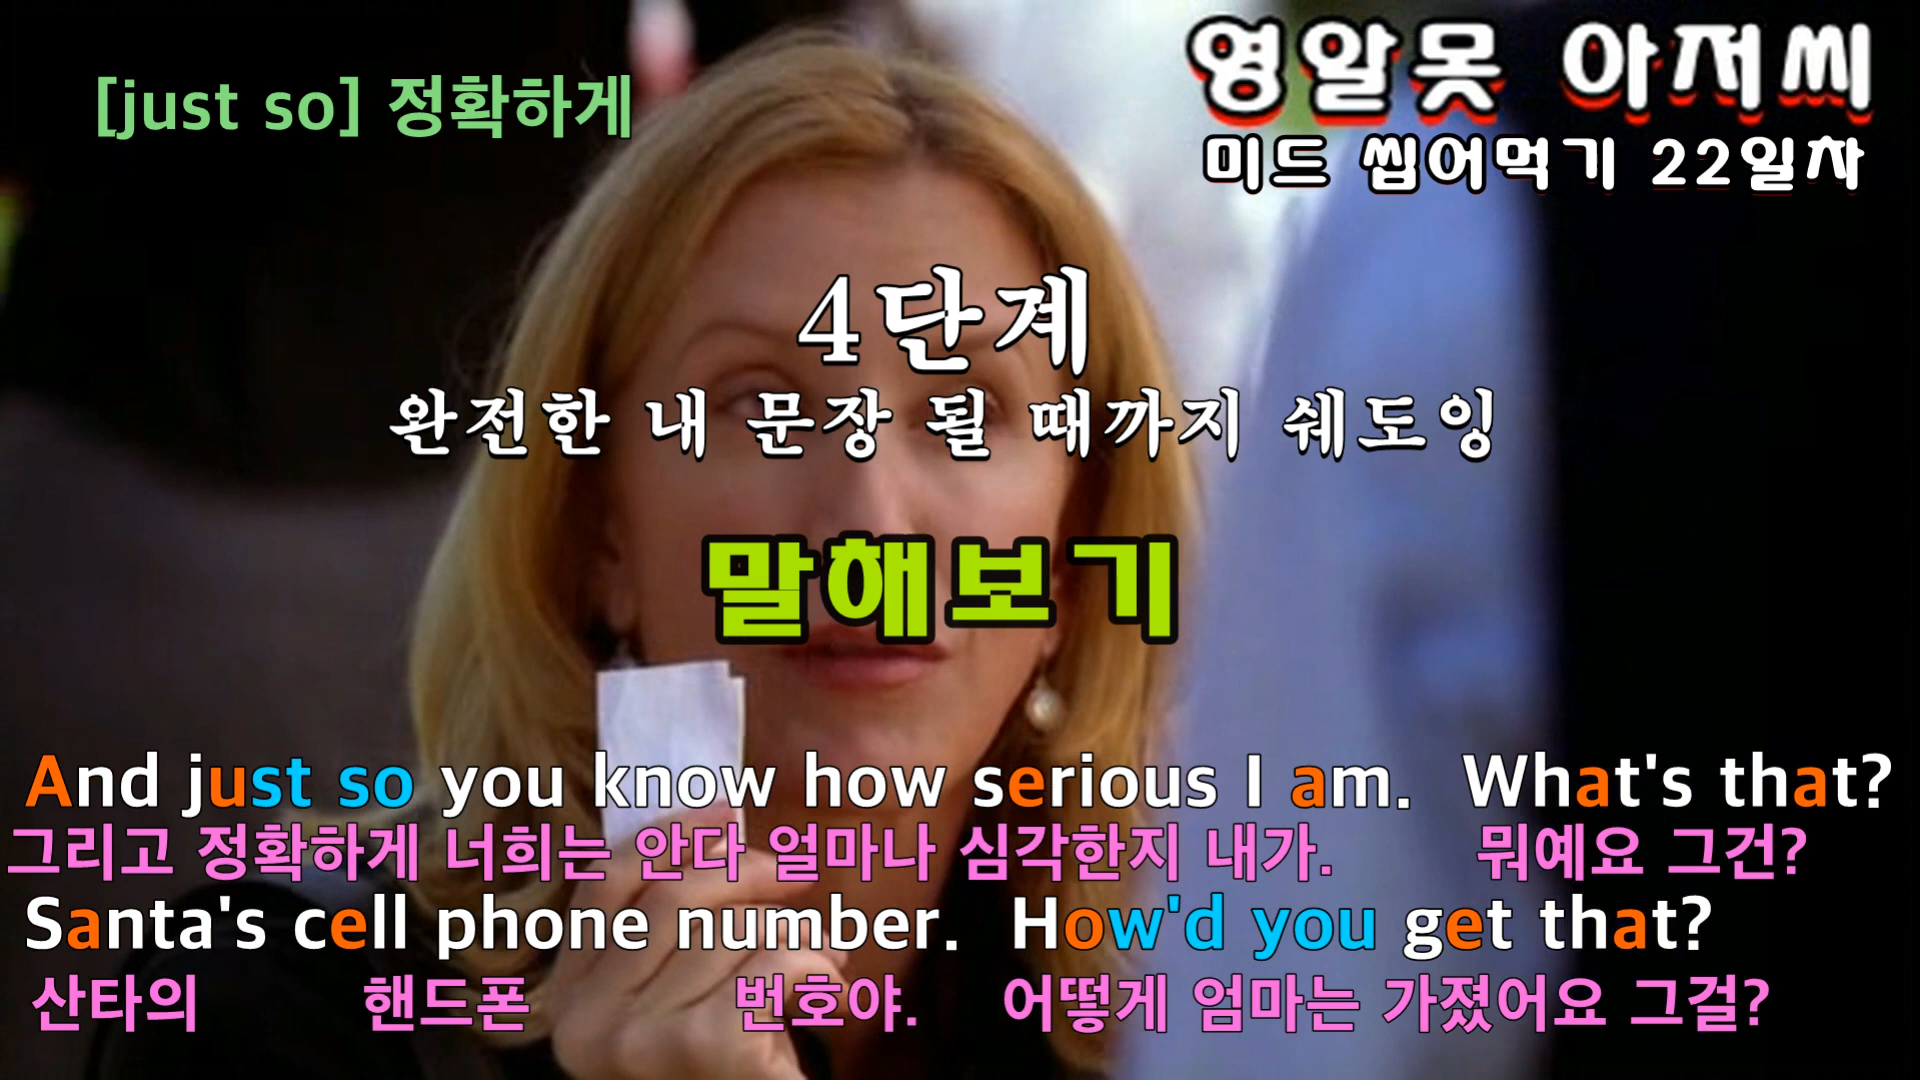 [just so] 정확하게
영알못 아저씨
미드 씹어먹기 22일차
4단계
완전한 내 문장 될 때까지 쉐도잉
말해보기
And just so you know how serious I am. What's that?
그리고 정확하게 너희는 안다 얼마나 심각한지 내가. 뭐예요 그건?
Santa's cell phone number. How'd you get that?
산타의 핸드폰 번호야. 어떻게 엄마는 가졌어요 그걸?